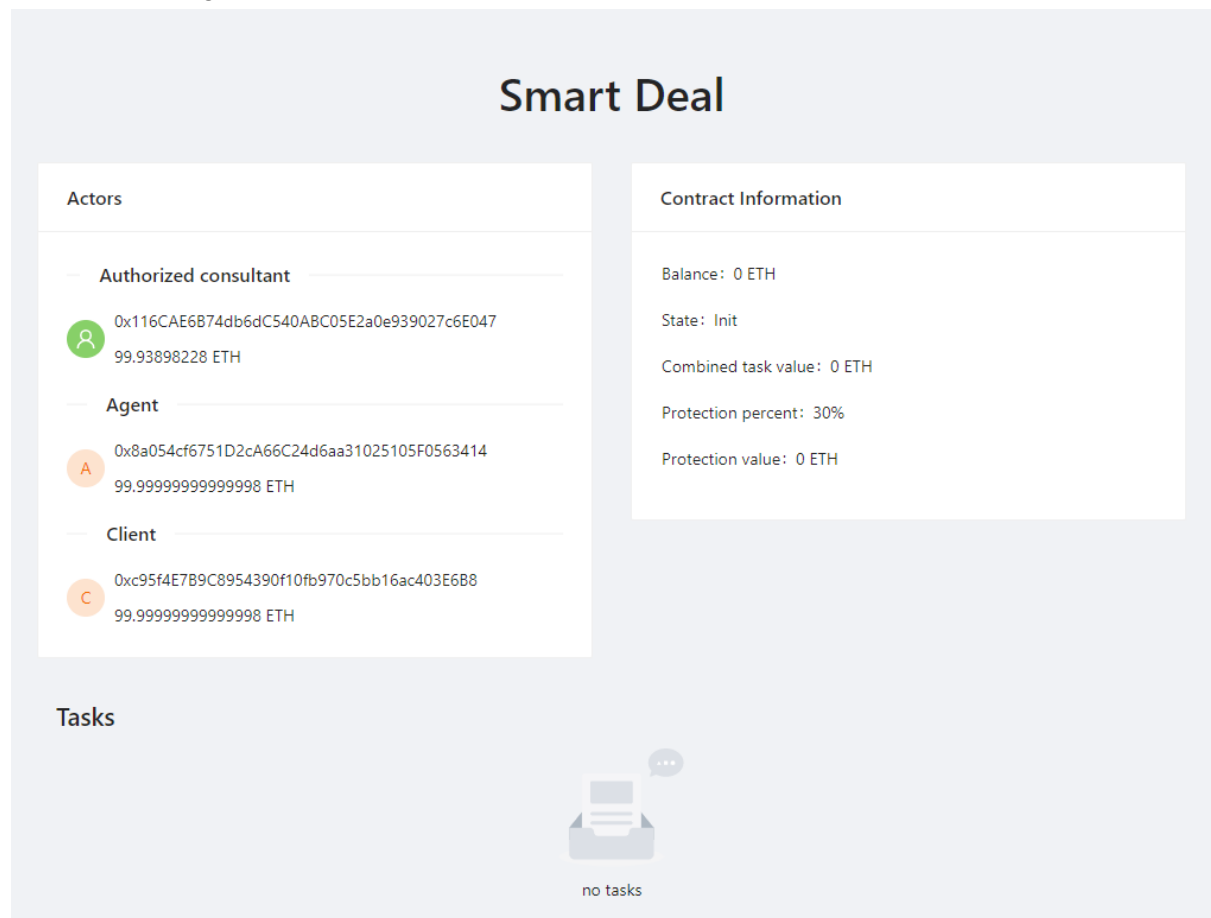 Smart Deal
Actors
Authorized consultant
0x116CAE6B74db6dC540ABC05E2a0e939027c6E047
99.93898228 ETH
Agent
A
0x8a054cf6751D2cA66C24d6aa31025105F0563414
99.99999999999998 ETH
Client
C
0xc95f4E7B9C8954390f10fb970c5bb16ac403E6B8
99.99999999999998 ETH
Contract Information
Balance: 0 ETH
State: Init
Combined task value: 0 ETH
Protection percent: 30%
Protection value: 0 ETH
Tasks
no tasks